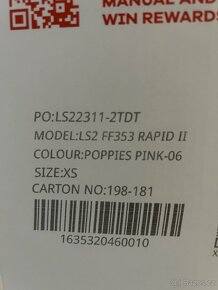 MANUAL AND
WIN REWARDS
PO:LS22311-2TDT
MODEL:LS2 FF353 RAPID II
COLOUR:POPPIES PINK-06
SIZE:XS
CARTON NO:198-181
1635320460010